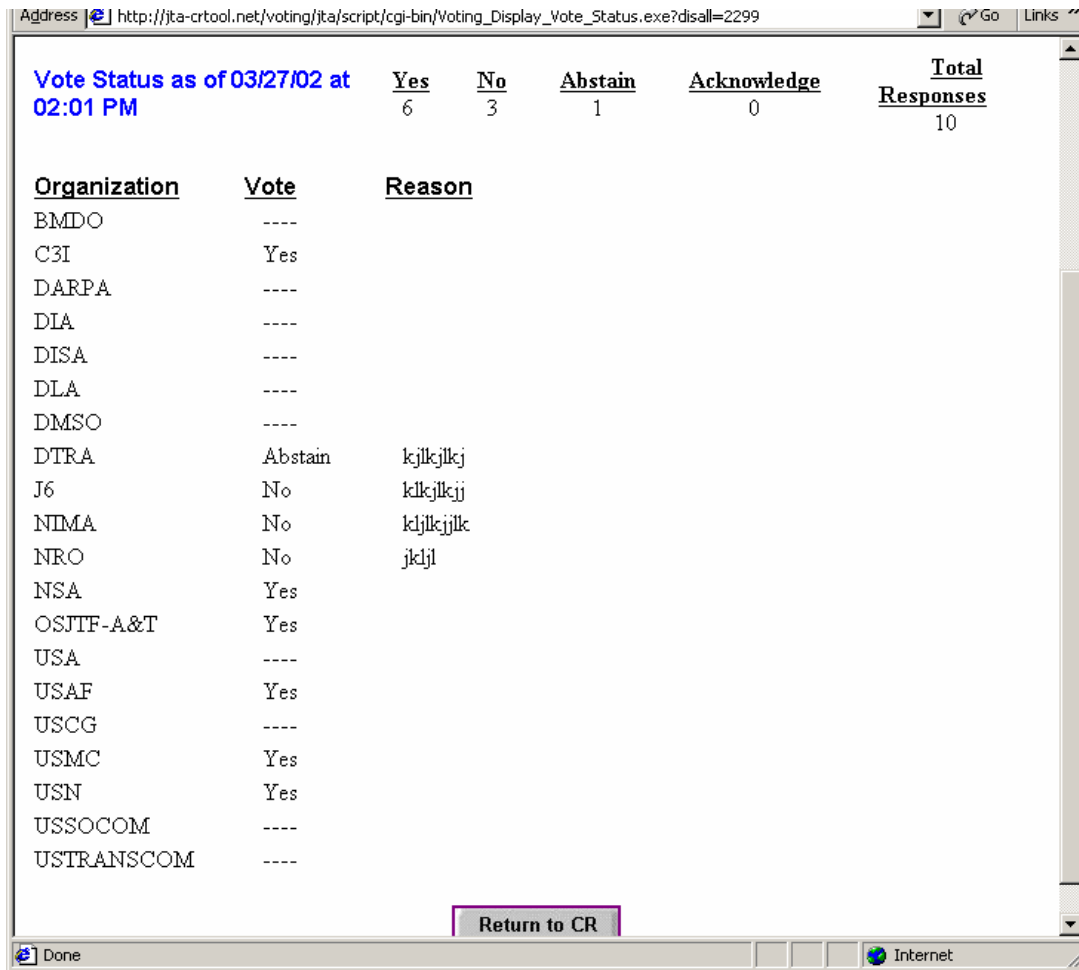 Address http://jta-crtool.net/voting/jta/script/cgi-bin/Voting_Display_Vote_Status.exe?disall=2299 Go Links »
Vote Status as of 03/27/02 at 02:01 PM
Yes No Abstain Acknowledge Total Responses
6 3 1 0 10
Organization Vote Reason
BMDO ----
C3I Yes
DARPA ----
DIA ----
DISA ----
DLA ----
DMSO ----
DTRA Abstain kjlkjlkj
J6 No klkjlkjj
NIMA No kljlkjjlk
NRO No jkljl
NSA Yes
OSJTF-A&T Yes
USA ----
USAF Yes
USCG ----
USMC Yes
USN Yes
USSOCOM ----
USTRANSCOM ----
Return to CR
Done Internet